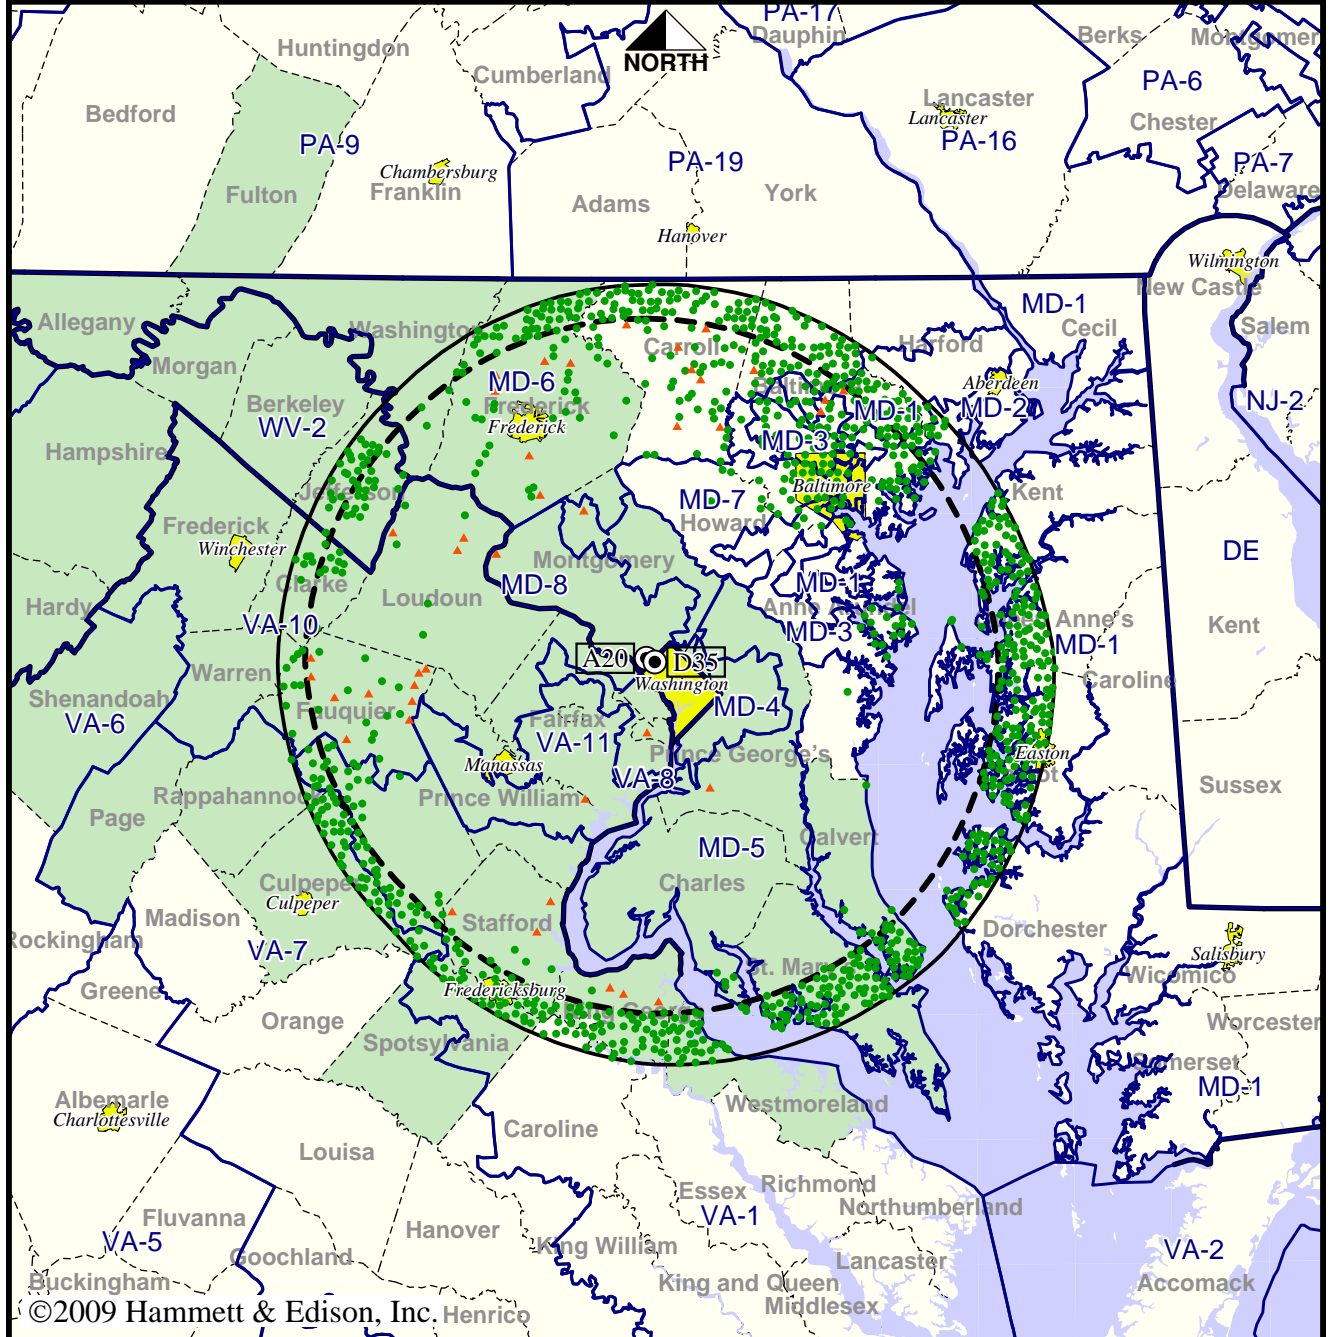 PA-17
Dauphin
Berks
Montgomer
Huntingdon
NORTH
Cumberland
PA-6
Bedford
Lancaster
Lancaster
PA-16
Chester
PA-9
PA-19
PA-7
Chambersburg
Franklin
Fulton
Adams
York
Delaware
Hanover
Wilmington
New Castle
MD-1
Cecil
Salem
Allegany
Washington
Harford
Carroll
Morgan
MD-6
Frederick
Frederick
Aberdeen
MD-2
NJ-2
Berkeley
WV-2
MD-1
MD-3
Hampshire
Baltimore
Jefferson
MD-7
Howard
Kent
Frederick
Winchester
Montgomery
DE
Clarke
MD-8
MD-1
Hardy
Loudoun
Anne Arundel
VA-10
MD-3
Anne's
MD-1
Kent
Warren
A20
D35
Washington
Caroline
Shenandoah
VA-6
Fauquier
Fairfax
VA-11
MD-4
Prince George's
Easton
Manassas
VA-8
Rappahannock
Prince William
Sussex
Page
MD-5
Calvert
Culpeper
Culpeper
Charles
Madison
Stafford
Dorchester
Rockingham
VA-7
Salisbury
Wicomico
Greene
Fredericksburg
Orange
Worcester
Spotsylvania
Somerset
MD-1
Albemarle
Charlottesville
Westmoreland
Caroline
Louisa
Essex
VA-1
Richmond
Northumberland
Fluvanna
VA-5
Hanover
Goochland
King William
VA-2
Lancaster
Buckingham
King and Queen
Accomack
Middlesex
©2009 Hammett & Edison, Inc.
Henrico